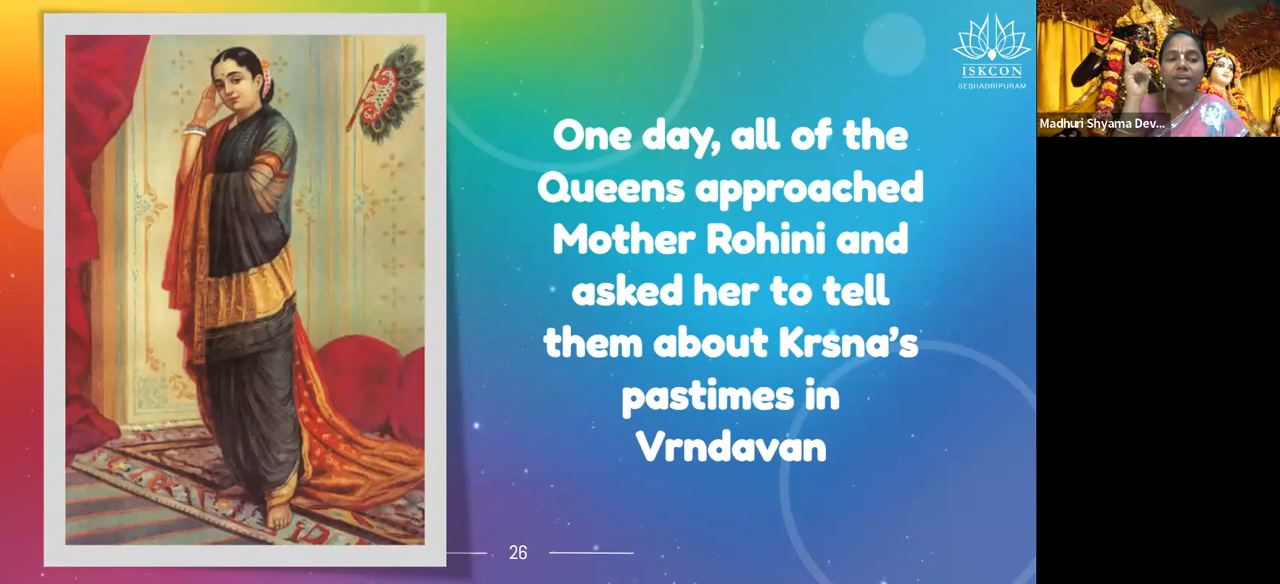 One day, all of the
Queens approached
Mother Rohini and
asked her to tell
them about Krsna's
pastimes in
Vrndavan
26
ISKCON
SESHADRIPURAM
Madhuri Shyama Dev...